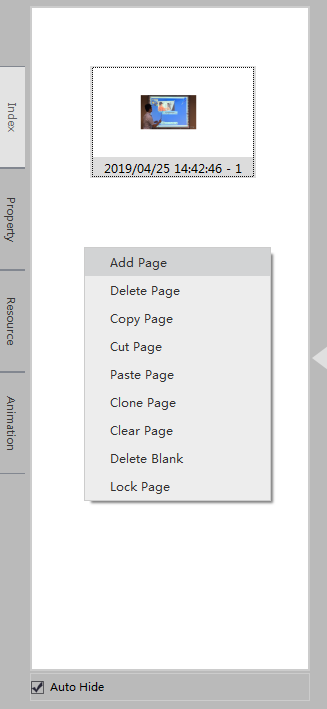 Index
Property
Resource
Animation
2019/04/25 14:42:46 - 1
Add Page
Delete Page
Copy Page
Cut Page
Paste Page
Clone Page
Clear Page
Delete Blank
Lock Page
Auto Hide